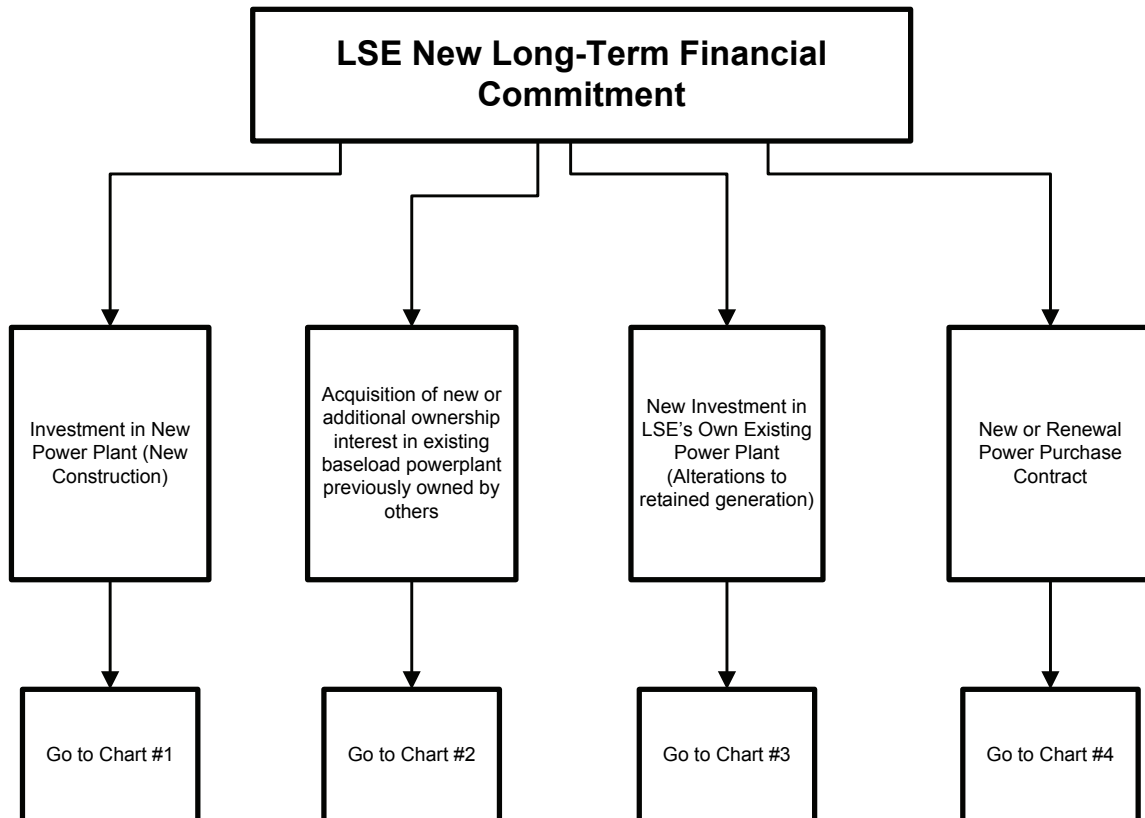 LSE New Long-Term Financial
Commitment
Investment in New
Power Plant (New
Construction)
Acquisition of new or
additional ownership
interest in existing
baseload powerplant
previously owned by
others
New Investment in
LSE’s Own Existing
Power Plant
(Alterations to
retained generation)
New or Renewal
Power Purchase
Contract
Go to Chart #1
Go to Chart #2
Go to Chart #3
Go to Chart #4